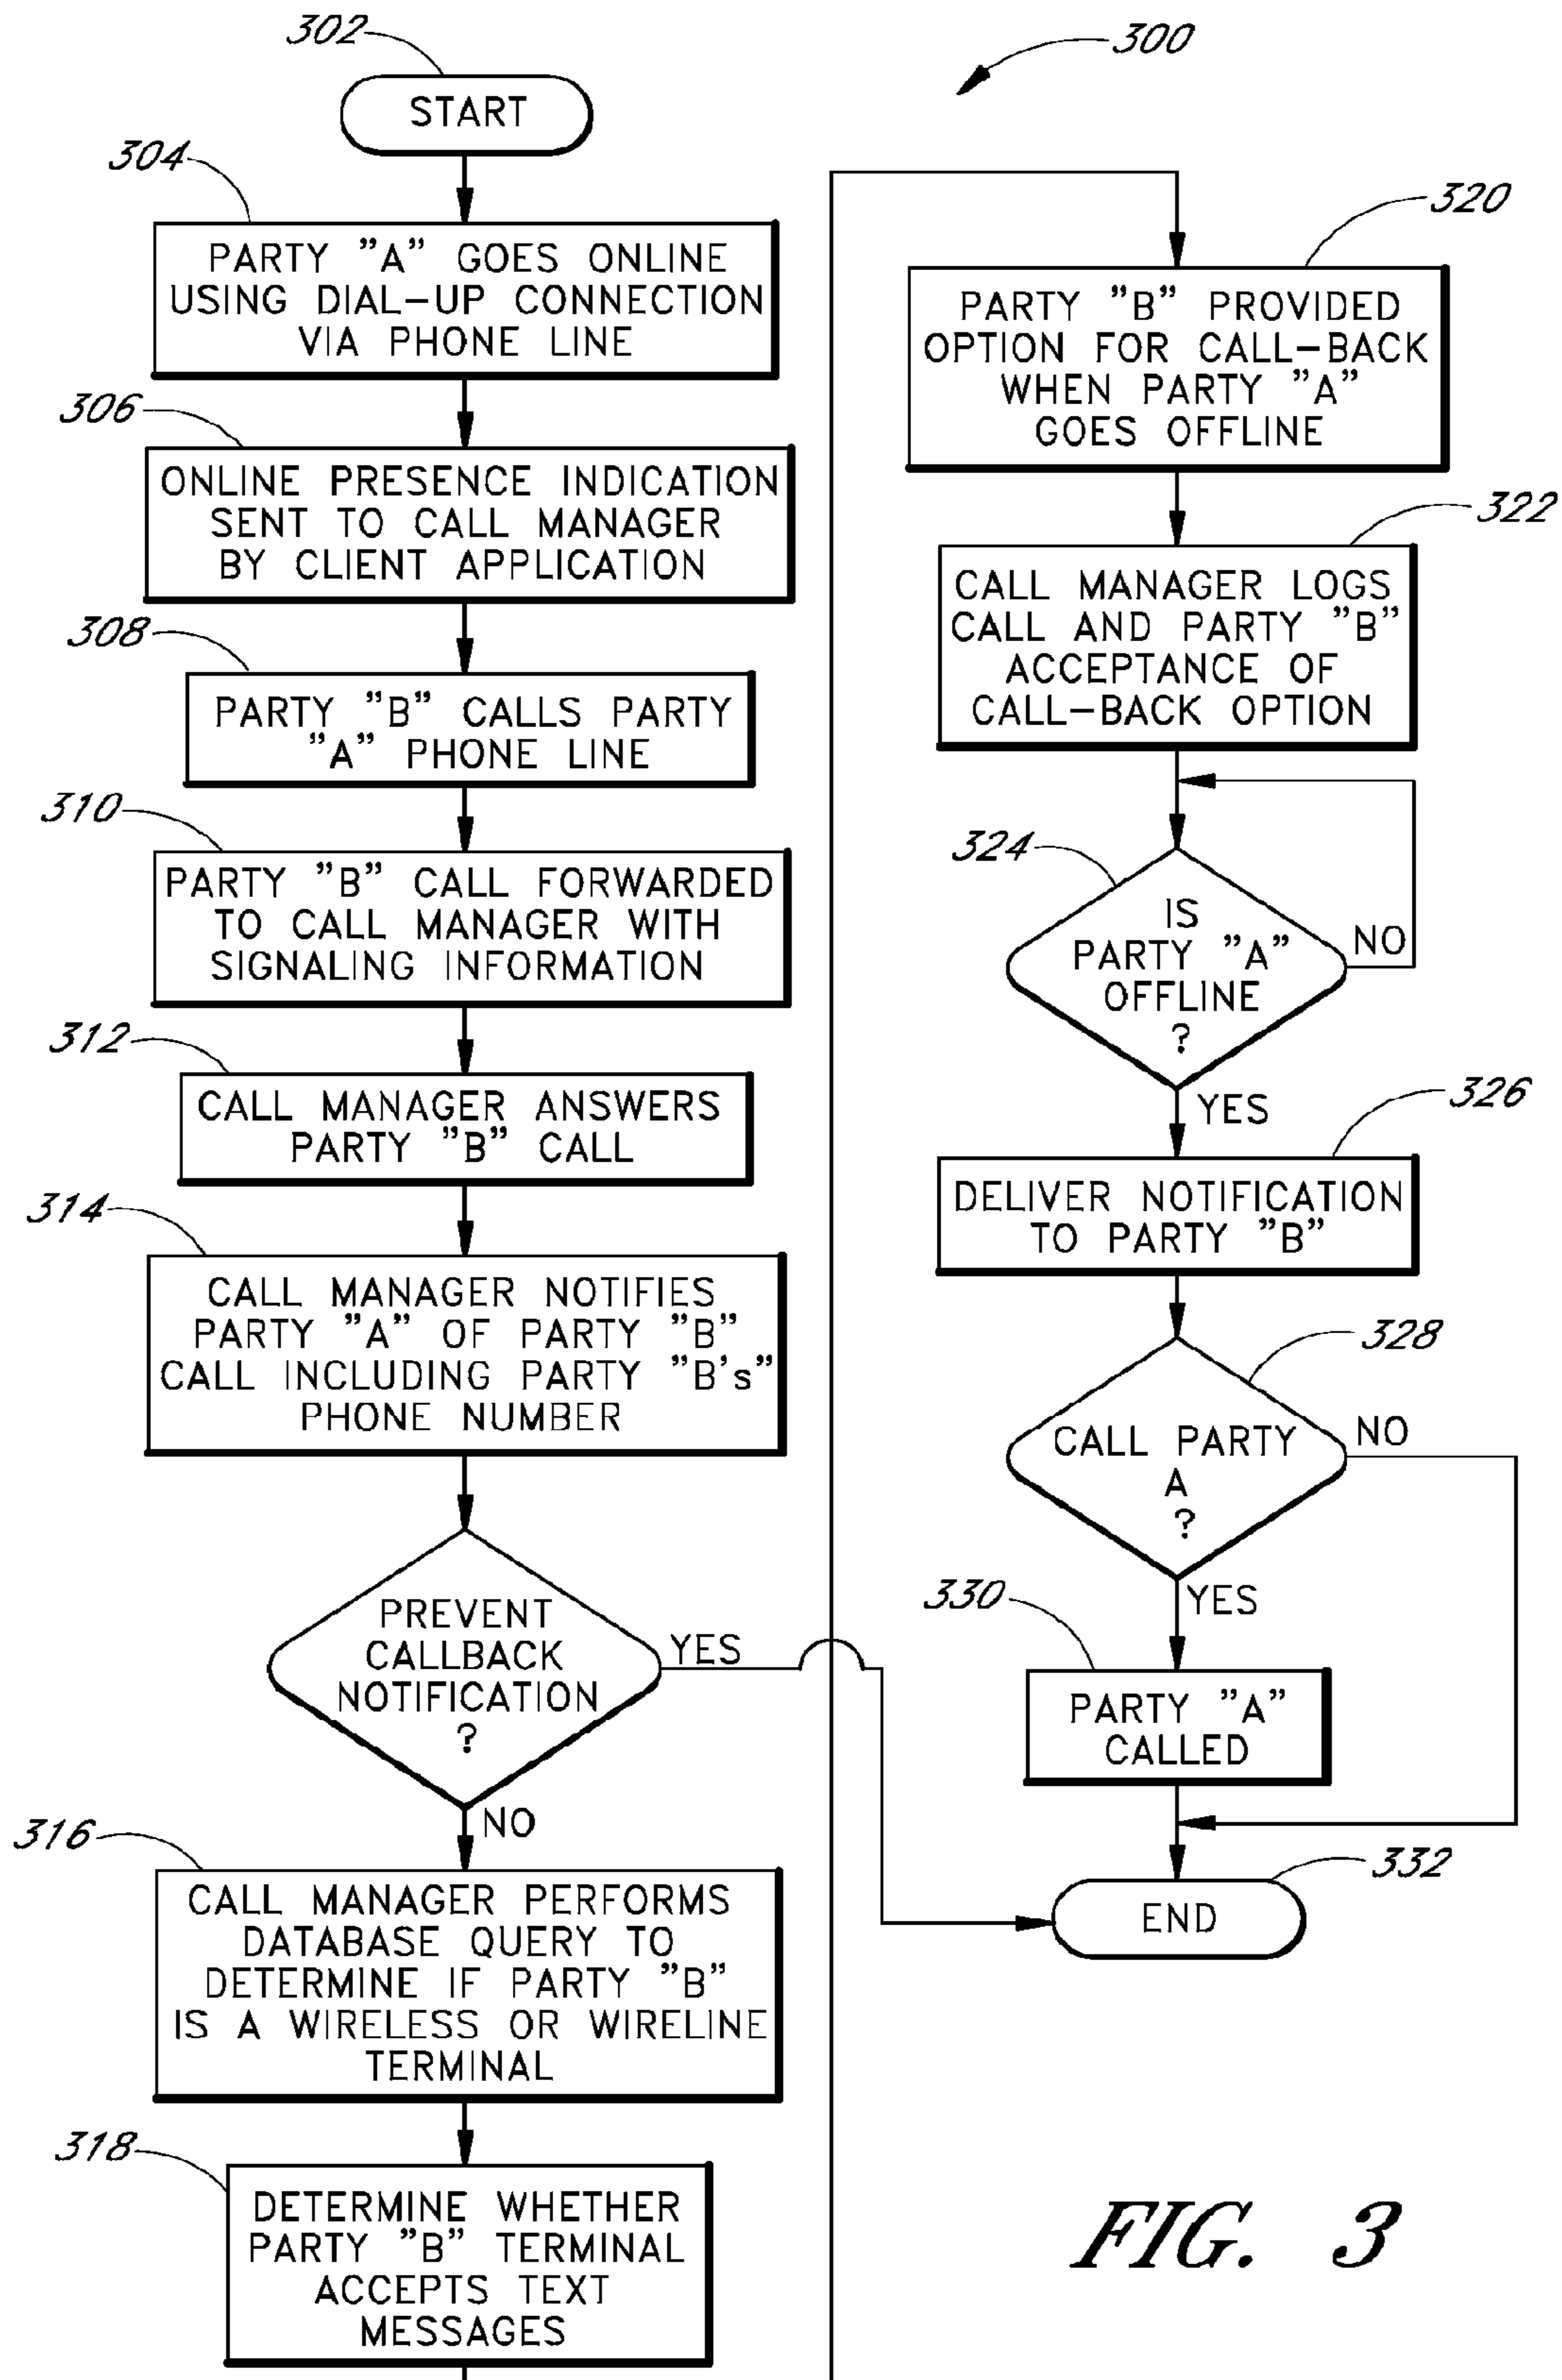 302
START
304
PARTY "A" GOES ONLINE
USING DIAL-UP CONNECTION
VIA PHONE LINE
306
ONLINE PRESENCE INDICATION
SENT TO CALL MANAGER
BY CLIENT APPLICATION
308
PARTY "B" CALLS PARTY
"A" PHONE LINE
310
PARTY "B" CALL FORWARDED
TO CALL MANAGER WITH
SIGNALING INFORMATION
312
CALL MANAGER ANSWERS
PARTY "B" CALL
314
CALL MANAGER NOTIFIES
PARTY "A" OF PARTY "B"
CALL INCLUDING PARTY "B's"
PHONE NUMBER
PREVENT
CALLBACK
NOTIFICATION
?
YES
NO
316
CALL MANAGER PERFORMS
DATABASE QUERY TO
DETERMINE IF PARTY "B"
IS A WIRELESS OR WIRELINE
TERMINAL
318
DETERMINE WHETHER
PARTY "B" TERMINAL
ACCEPTS TEXT
MESSAGES
300
320
PARTY "B" PROVIDED
OPTION FOR CALL-BACK
WHEN PARTY "A"
GOES OFFLINE
322
CALL MANAGER LOGS
CALL AND PARTY "B"
ACCEPTANCE OF
CALL-BACK OPTION
324
IS
PARTY "A"
OFFLINE
?
NO
YES
326
DELIVER NOTIFICATION
TO PARTY "B"
328
CALL PARTY
A
?
NO
YES
330
PARTY "A"
CALLED
332
END
FIG. 3